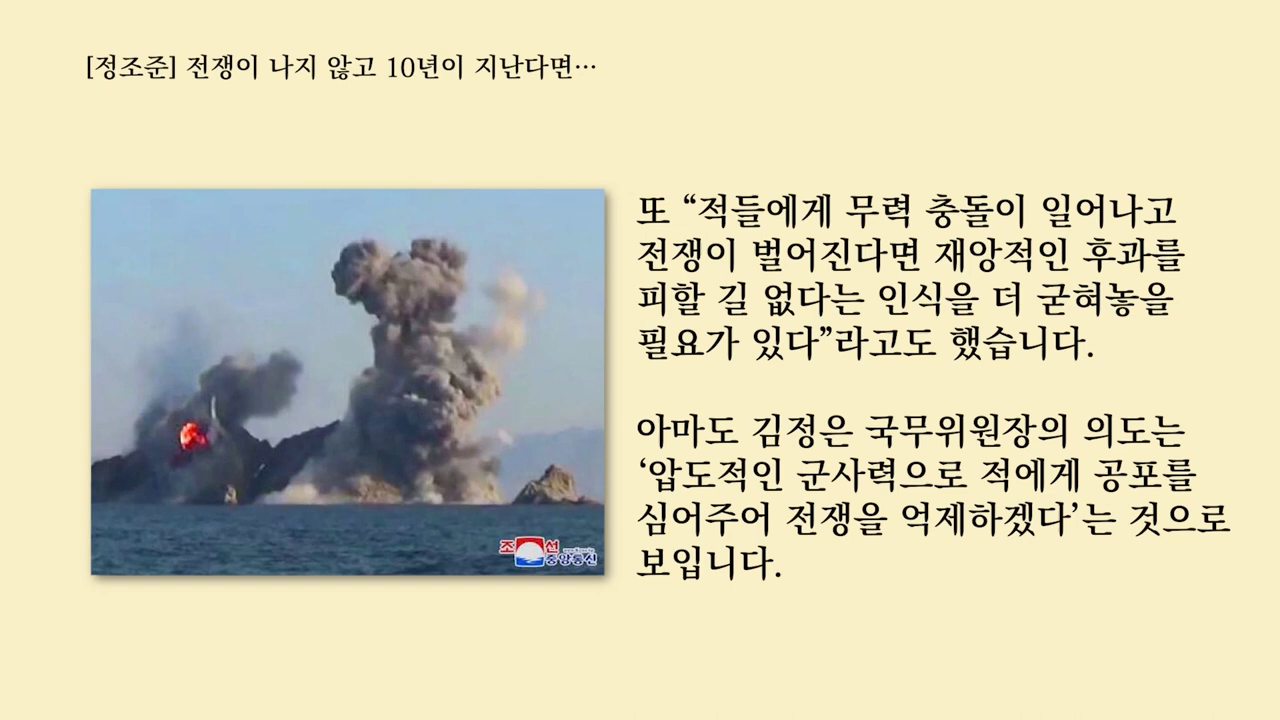 [정조준] 전쟁이 나지 않고 10년이 지난다면…
또 “적들에게 무력 충돌이 일어나고
전쟁이 벌어진다면 재앙적인 후과를
피할 길 없다는 인식을 더 굳혀놓을
필요가 있다”라고도 했습니다.
아마도 김정은 국무위원장의 의도는
‘압도적인 군사력으로 적에게 공포를
심어주어 전쟁을 억제하겠다’는 것으로
보입니다.
조선
중앙통신